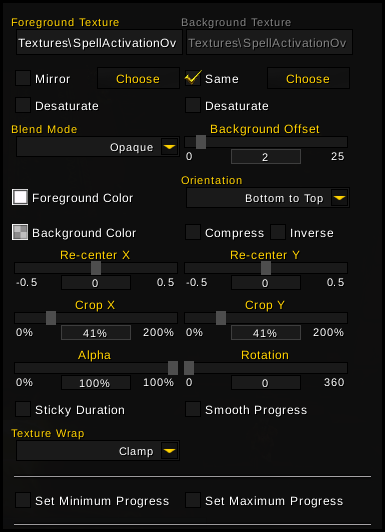 Foreground Texture Background Texture
Textures\SpellActivationOv Textures\SpellActivationOv
Mirror Choose Same Choose
Desaturate Desaturate
Blend Mode Background Offset
Opaque
0 2 25
Orientation
Foreground Color Bottom to Top
Background Color Compress Inverse
Re-center X Re-center Y
-0.5 0 0.5 -0.5 0 0.5
Crop X Crop Y
0% 41% 200% 0% 41% 200%
Alpha Rotation
0% 100% 100% 0 0 360
Sticky Duration Smooth Progress
Texture Wrap
Clamp
Set Minimum Progress Set Maximum Progress